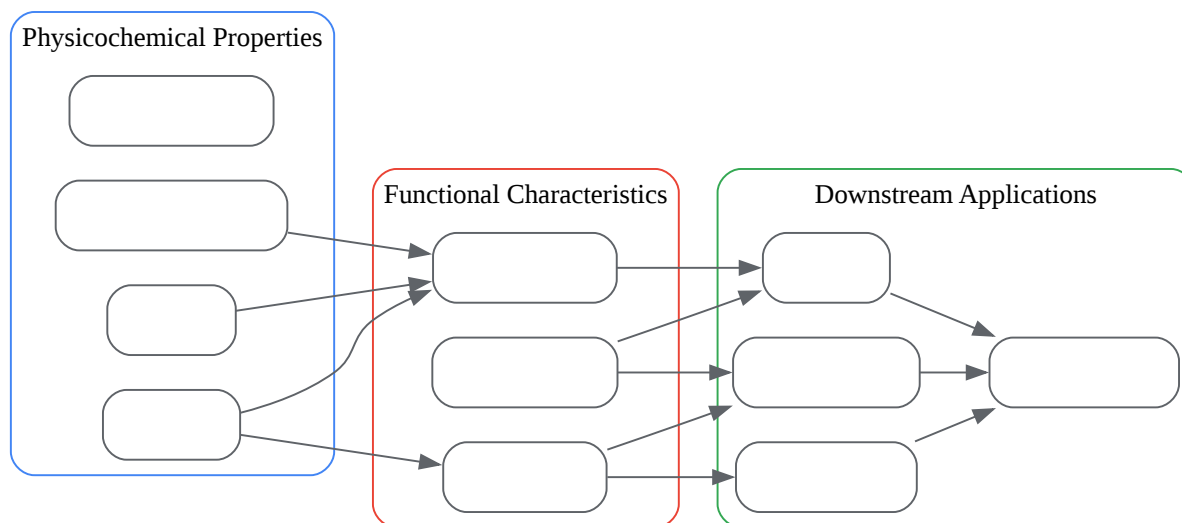 Physicochemical Properties
Functional Characteristics
Downstream Applications